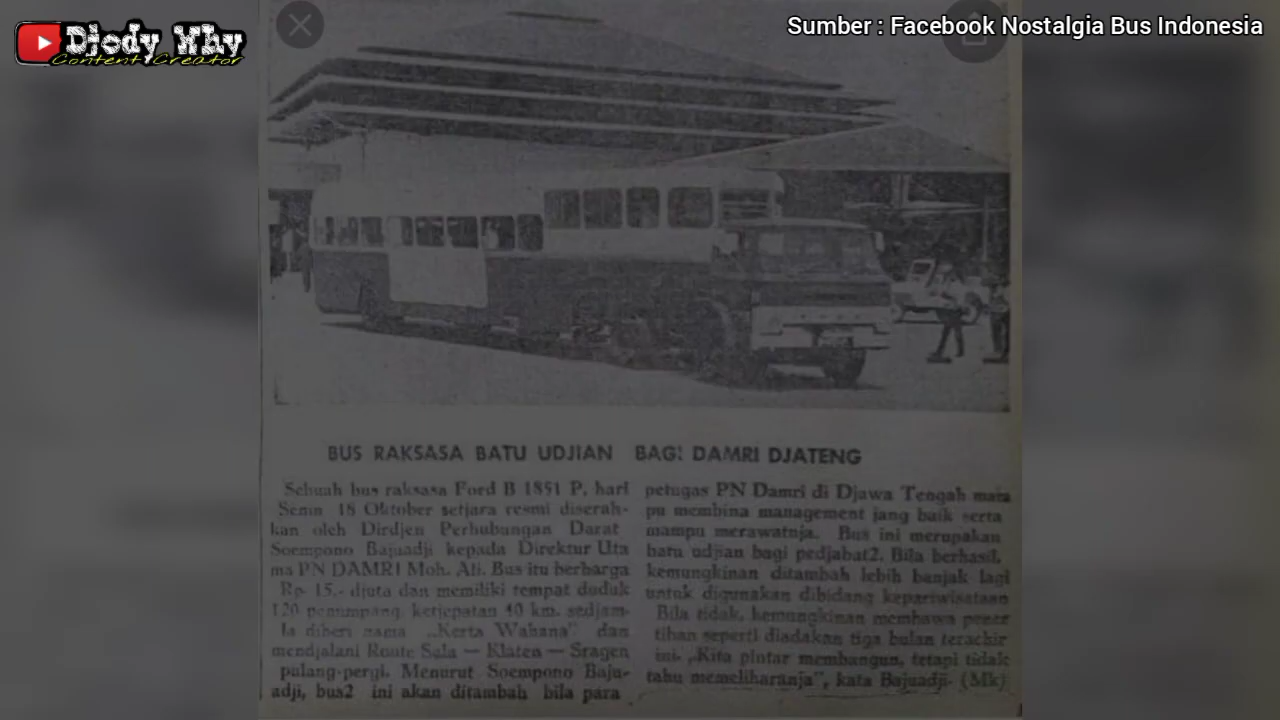 Djody Why
Content Creator
Sumber : Facebook Nostalgia Bus Indonesia
BUS RAKSASA BATU UDJIAN BAGI DAMRI DJATENG
Sebuah bus raksasa Ford B 1851 P, hari
Senin 18 Oktober setjara resmi diserah-
kan oleh Dirdjen Perhubungan Darat
Soempono Bajuadji kepada Direktur Uta
ma PN DAMRI Moh. Ali. Bus itu berharga
Rp 15,- djuta dan memiliki tempat duduk
120 penumpang, ketjepatan 40 km. sedjam-
Ia diberi nama „Kerta Wahana" dan
mendjalani Route Sala — Klaten — Sragen
pulang-pergi. Menurut Soempono Baju-
adji, bus2 ini akan ditambah bila para
petugas PN Damri di Djawa Tengah mam
pu membina management jang baik serta
mampu merawatnja. Bus ini merupakan
batu udjian bagi pedjabat2. Bila berhasil,
kemungkinan ditambah lebih banjak lagi
untuk digunakan dibidang kepariwisataan
Bila tidak, kemungkinan membawa pener
tiban seperti diadakan tiga bulan terachir
ini. „Kita pintar membangun, tetapi tidak
tahu memeliharanja", kata Bajuadji- (Mk)